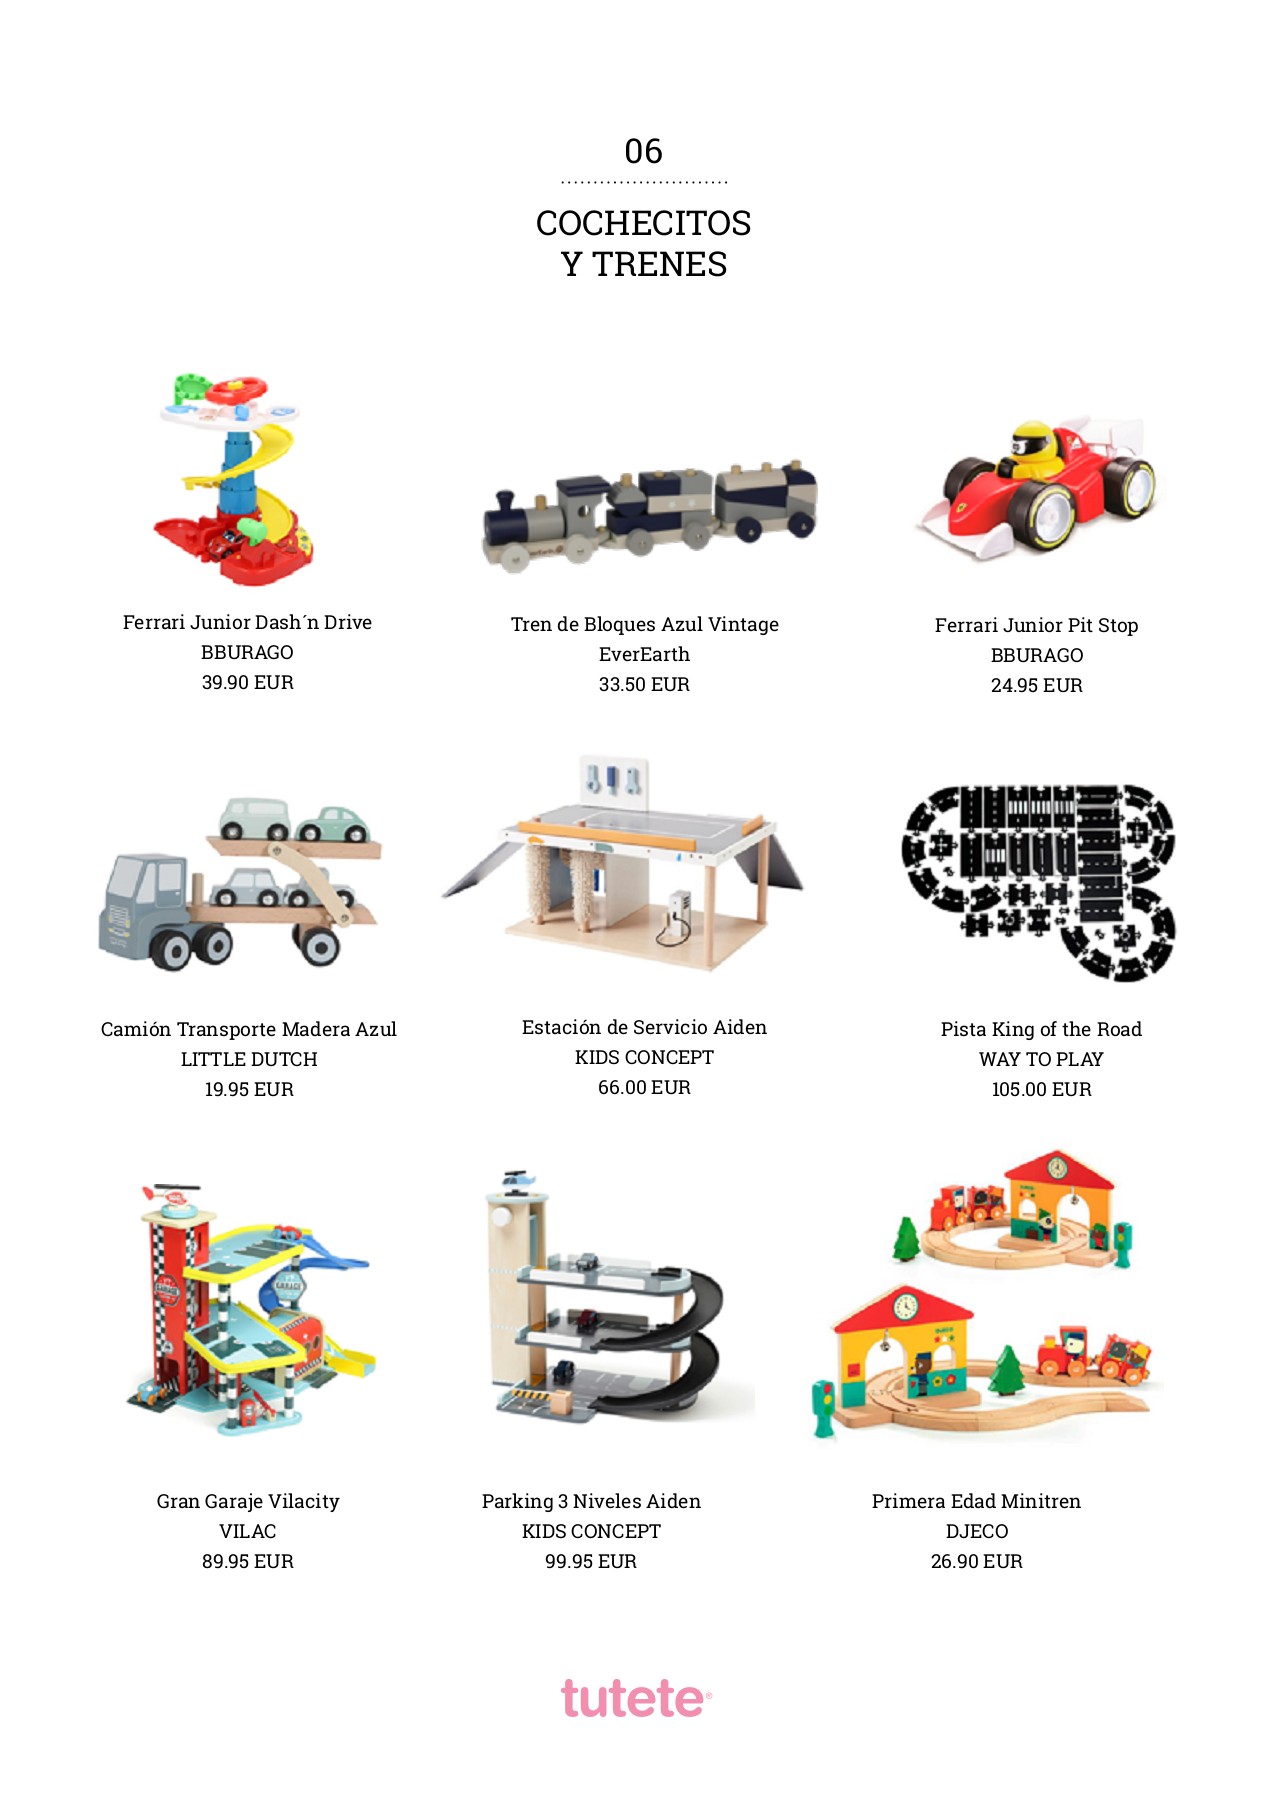 06
COCHECITOS
Y TRENES
Ferrari Junior Dash´n Drive
BBURAGO
39.90 EUR
Tren de Bloques Azul Vintage
EverEarth
33.50 EUR
Ferrari Junior Pit Stop
BBURAGO
24.95 EUR
Camión Transporte Madera Azul
LITTLE DUTCH
19.95 EUR
Estación de Servicio Aiden
KIDS CONCEPT
66.00 EUR
Pista King of the Road
WAY TO PLAY
105.00 EUR
GARAGE
GARAGE
Gran Garaje Vilacity
VILAC
89.95 EUR
Parking 3 Niveles Aiden
KIDS CONCEPT
99.95 EUR
Primera Edad Minitren
DJECO
26.90 EUR
tutete®